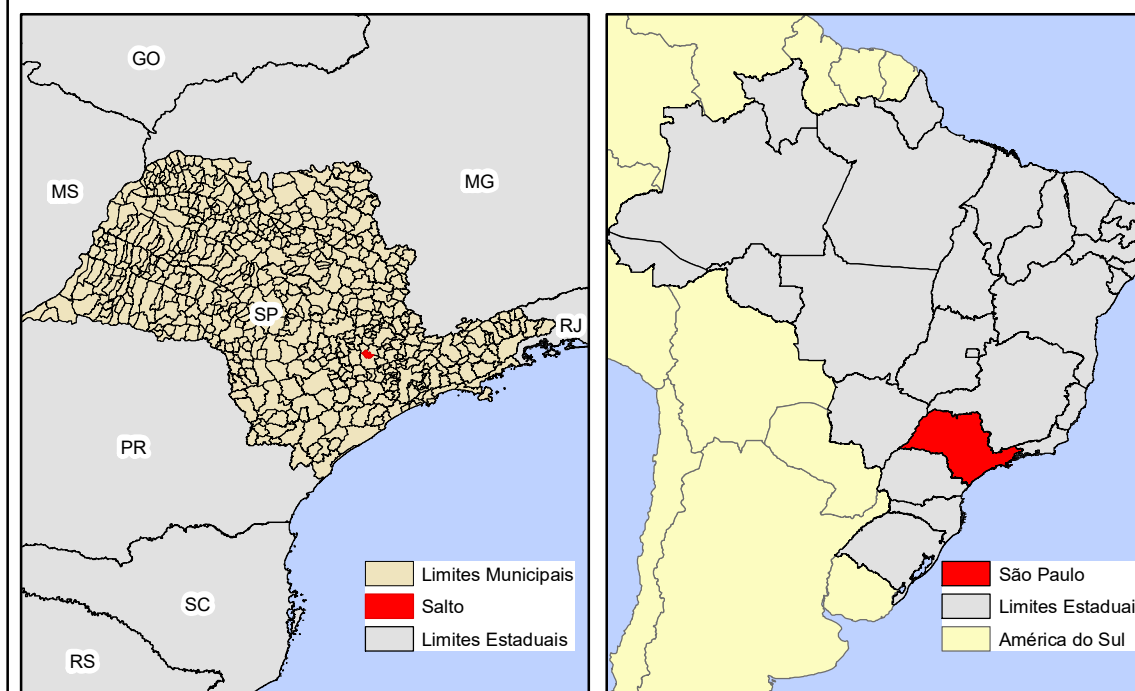 GO
MS
MG
SP
RJ
PR
SC
RS
Limites Municipais
Salto
Limites Estaduais
São Paulo
Limites Estaduai
América do Sul